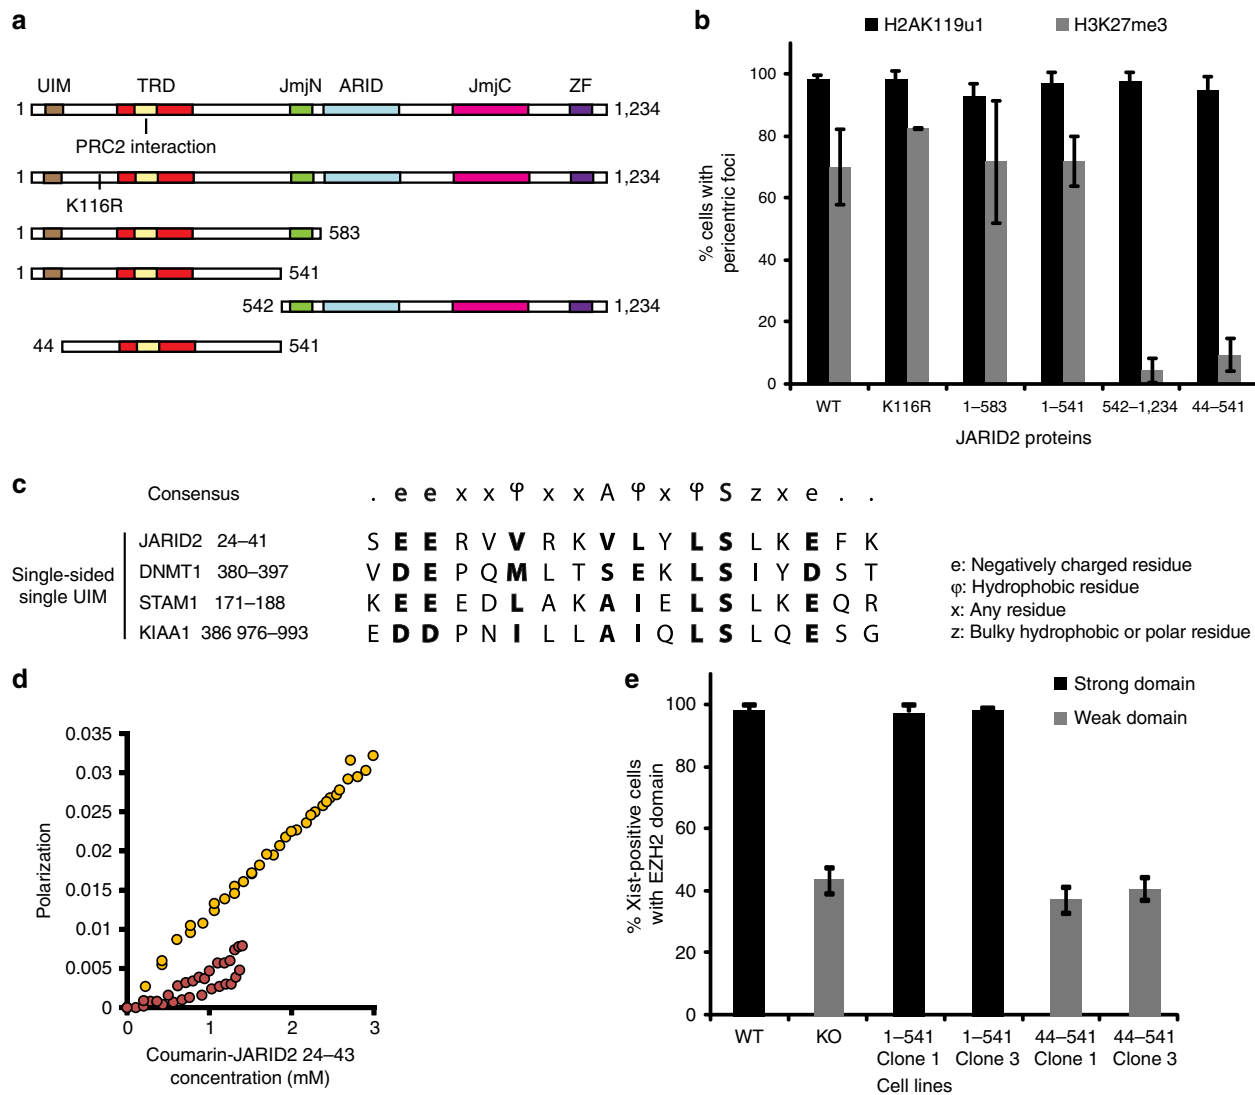 a
UIM TRD JmjN ARID JmjC ZF
1 1,234
PRC2 interaction
1 1,234
K116R
1 583
1 541
542 1,234
44 541
b
H2AK119u1 H3K27me3
% cells with
pericentric foci
100
80
60
40
20
0
WT K116R 1–583 1–541 542–1,234 44–541
JARID2 proteins
c
Consensus . e e x x φ x x A φ x φ S z x e . .
Single-sided
single UIM
JARID2 24–41 S E E R V V R K V L Y L S L K E F K
DNMT1 380–397 V D E P Q M L T S E K L S I Y D S T
STAM1 171–188 K E E E D L A K A I E L S L K E Q R
KIAA1 386 976–993 E D D P N I L L A I Q L S L Q E S G
e: Negatively charged residue
φ: Hydrophobic residue
x: Any residue
z: Bulky hydrophobic or polar residue
d
Polarization
0.035
0.03
0.025
0.02
0.015
0.01
0.005
0
0 1 2 3
Coumarin-JARID2 24–43
concentration (mM)
e
Strong domain
Weak domain
% Xist-positive cells
with EZH2 domain
100
80
60
40
20
0
WT KO 1–541 1–541 44–541 44–541
Clone 1 Clone 3 Clone 1 Clone 3
Cell lines